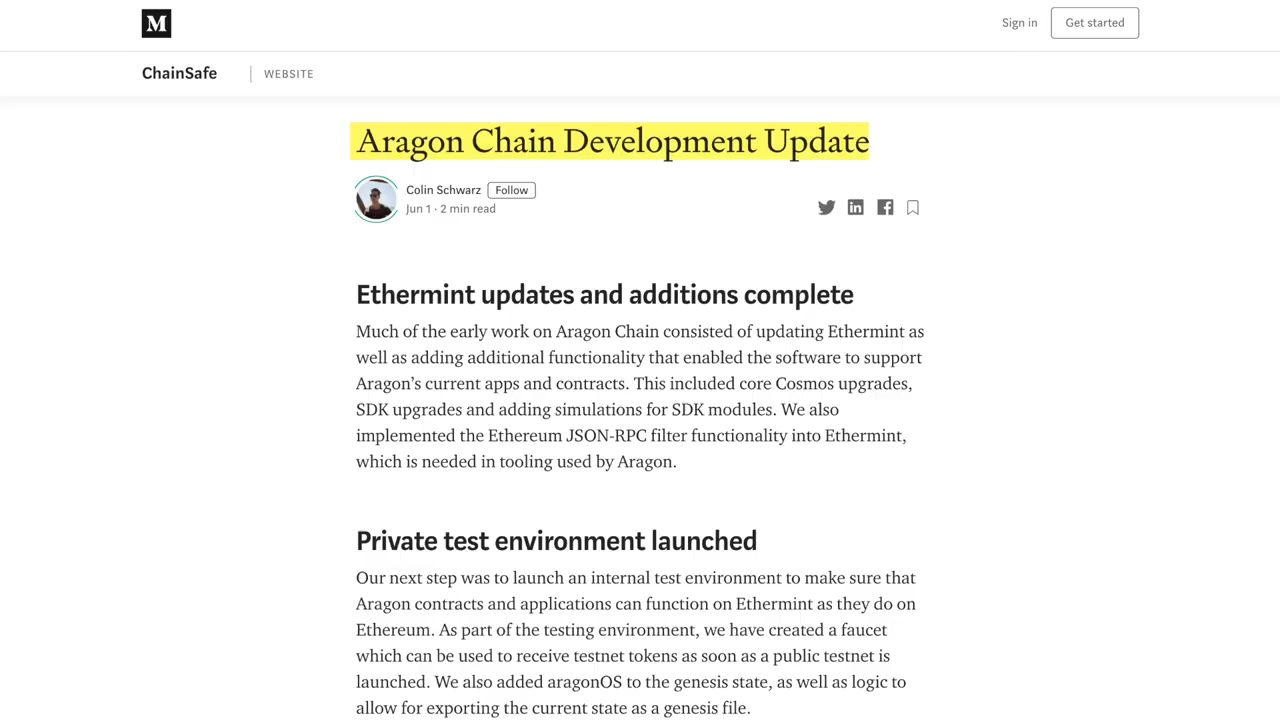 M
Sign in
Get started
ChainSafe
WEBSITE
Aragon Chain Development Update
Colin Schwarz
Follow
Jun 1 · 2 min read
Ethermint updates and additions complete
Much of the early work on Aragon Chain consisted of updating Ethermint as
well as adding additional functionality that enabled the software to support
Aragon’s current apps and contracts. This included core Cosmos upgrades,
SDK upgrades and adding simulations for SDK modules. We also
implemented the Ethereum JSON-RPC filter functionality into Ethermint,
which is needed in tooling used by Aragon.
Private test environment launched
Our next step was to launch an internal test environment to make sure that
Aragon contracts and applications can function on Ethermint as they do on
Ethereum. As part of the testing environment, we have created a faucet
which can be used to receive testnet tokens as soon as a public testnet is
launched. We also added aragonOS to the genesis state, as well as logic to
allow for exporting the current state as a genesis file.